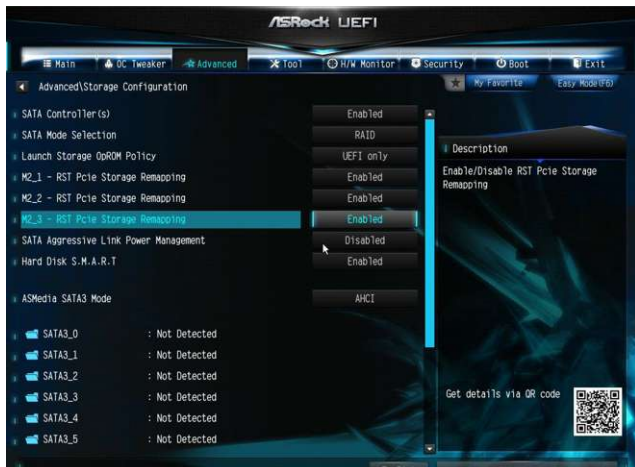 ASRock UEFI
Main
OC Tweaker
Advanced
Tool
H/W Monitor
Security
Boot
Exit
Advanced\Storage Configuration
My Favorite
Easy Mode(F6)
SATA Controller(s) Enabled
SATA Mode Selection RAID
Launch Storage OpROM Policy UEFI only
M2_1 - RST Pcie Storage Remapping Enabled
M2_2 - RST Pcie Storage Remapping Enabled
M2_3 - RST Pcie Storage Remapping Enabled
SATA Aggressive Link Power Management Disabled
Hard Disk S.M.A.R.T Enabled
ASMedia SATA3 Mode AHCI
SATA3_0 : Not Detected
SATA3_1 : Not Detected
SATA3_2 : Not Detected
SATA3_3 : Not Detected
SATA3_4 : Not Detected
SATA3_5 : Not Detected
Description
Enable/Disable RST Pcie Storage
Remapping
Get details via QR code